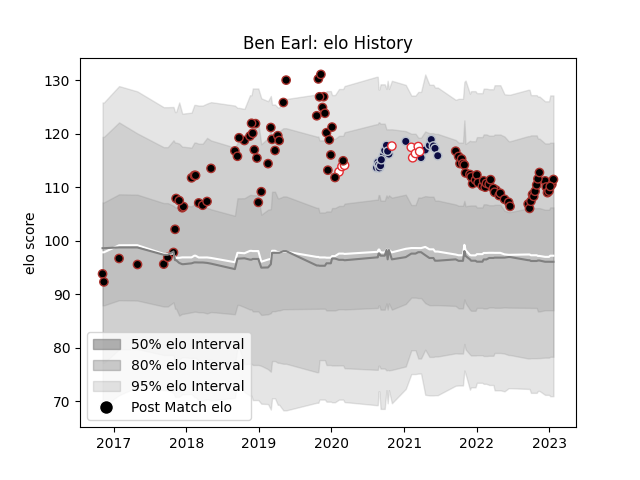 Ben Earl: elo History
elo score
130
120
110
100
90
80
70
50% elo Interval
80% elo Interval
95% elo Interval
Post Match elo
2017 2018 2019 2020 2021 2022 2023